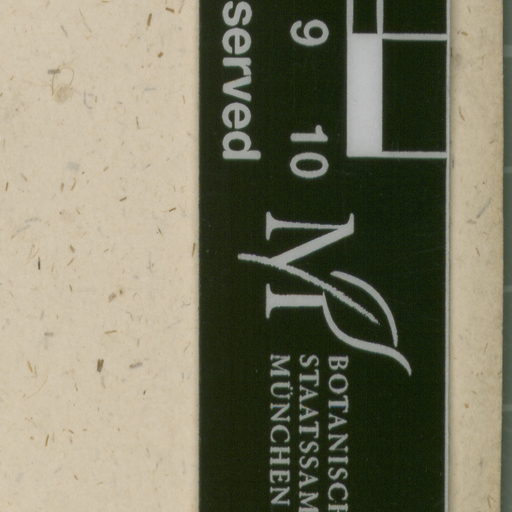 served
9 10
M
BOTANISCH
STAATSSAM
MÜNCHEN